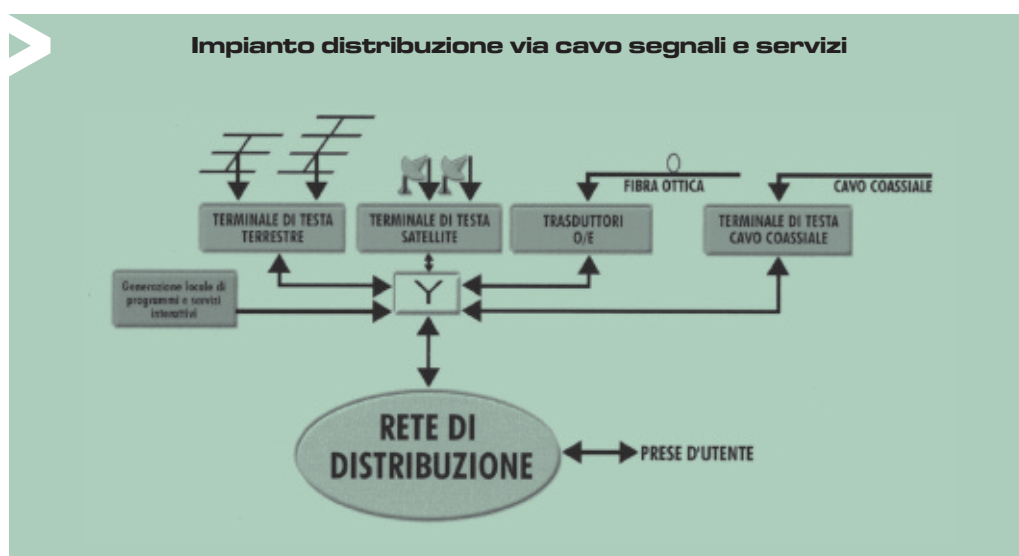 Impianto distribuzione via cavo segnali e servizi
FIBRA OTTICA
CAVO COASSIALE
TERMINALE DI TESTA
TERRESTRE
TERMINALE DI TESTA
SATELLITE
TRASDUTTORI
O/E
TERMINALE DI TESTA
CAVO COASSIALE
Generazione locale di
programmi e servizi
interattivi
Y
RETE DI
DISTRIBUZIONE
PRESE D'UTENTE